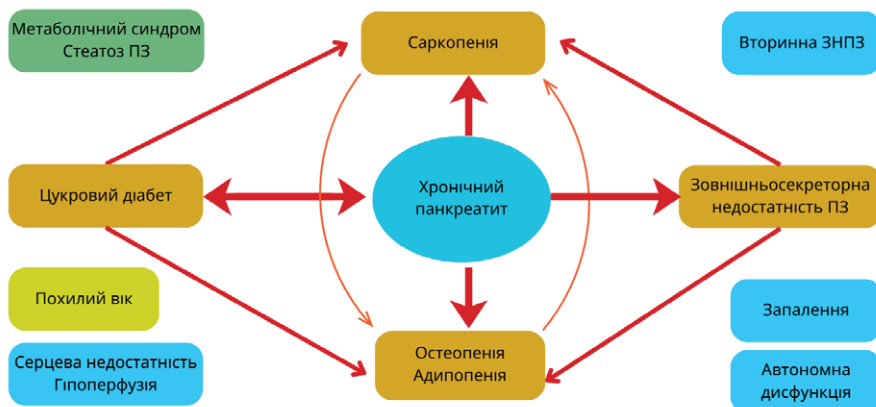 Метаболічний синдром
Стеатоз ПЗ
Саркопенія
Вторинна ЗНПЗ
Цукровий діабет
Хронічний
панкреатит
Зовнішньосекреторна
недостатність ПЗ
Похилий вік
Запалення
Остеопенія
Адипопенія
Серцева недостатність
Гіпоперфузія
Автономна
дисфункція